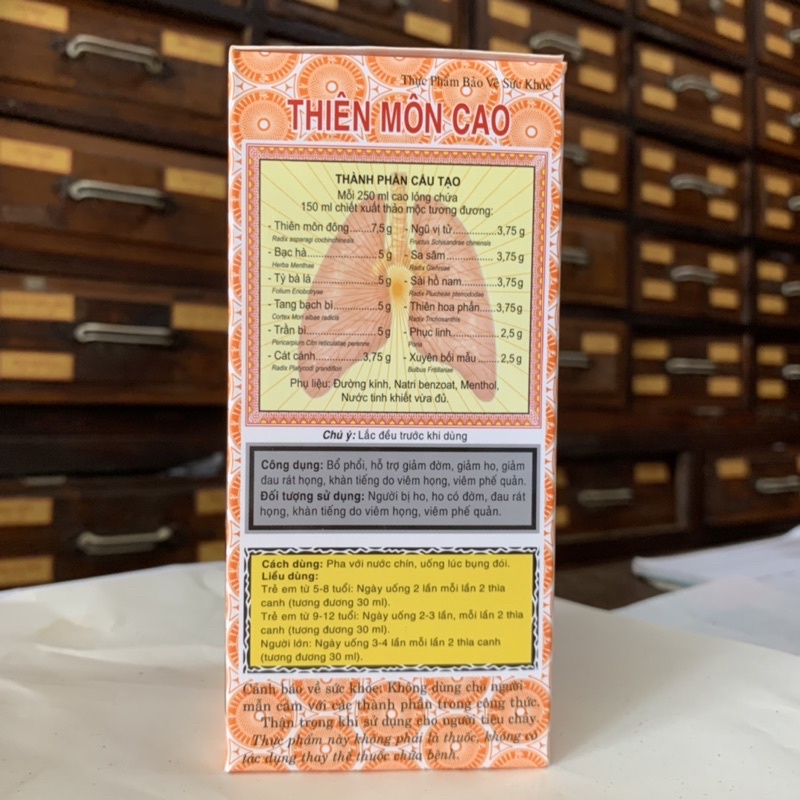 Thực Phẩm Bảo Vệ Sức Khỏe
THIÊN MÔN CAO
THÀNH PHẦN CẤU TẠO
Mỗi 250 ml cao lỏng chứa
150 ml chiết xuất thảo mộc tương đương:
- Thiên môn đông.......7,5 g
Radix asparagi cochinchinesis
- Bạc hà....................5 g
Herba Menthae
- Tỳ bà lá..................5 g
Folium Eriobotryae
- Tang bạch bì..........5 g
Cortex Mori albae radicis
- Trần bì...................5 g
Pericarpium Citri reticulatae perenne
- Cát cánh............3,75 g
Radix Platycodi grandiflori
- Ngũ vị tử.............3,75 g
Fructus Schisandrae chinensis
- Sa sâm................3,75 g
Radix Glehniae
- Sài hồ nam...........3,75g
Radix Plucheae pteropodae
- Thiên hoa phấn....3,75 g
Radix Trichosanthis
- Phục linh..............2,5 g
Poria
- Xuyên bối mẫu.....2,5 g
Bulbus Fritillariae
Phụ liệu: Đường kính, Natri benzoat, Menthol,
Nước tinh khiết vừa đủ.
Chú ý: Lắc đều trước khi dùng
Công dụng: Bổ phổi, hỗ trợ giảm đờm, giảm ho, giảm
đau rát họng, khàn tiếng do viêm họng, viêm phế quản.
Đối tượng sử dụng: Người bị ho, ho có đờm, đau rát
họng, khàn tiếng do viêm họng, viêm phế quản.
Cách dùng: Pha với nước chín, uống lúc bụng đói.
Liều dùng:
Trẻ em từ 5-8 tuổi: Ngày uống 2 lần mỗi lần 2 thìa
canh (tương đương 30 ml).
Trẻ em từ 9-12 tuổi: Ngày uống 2-3 lần, mỗi lần 2 thìa
canh (tương đương 30 ml).
Người lớn: Ngày uống 3-4 lần mỗi lần 2 thìa canh
(tương đương 30 ml).
Cảnh báo về sức khỏe: Không dùng cho người
mẫn cảm với các thành phần trong công thức.
Thận trọng khi sử dụng cho người tiêu chảy.
Thực phẩm này không phải là thuốc, không có
tác dụng thay thế thuốc chữa bệnh.